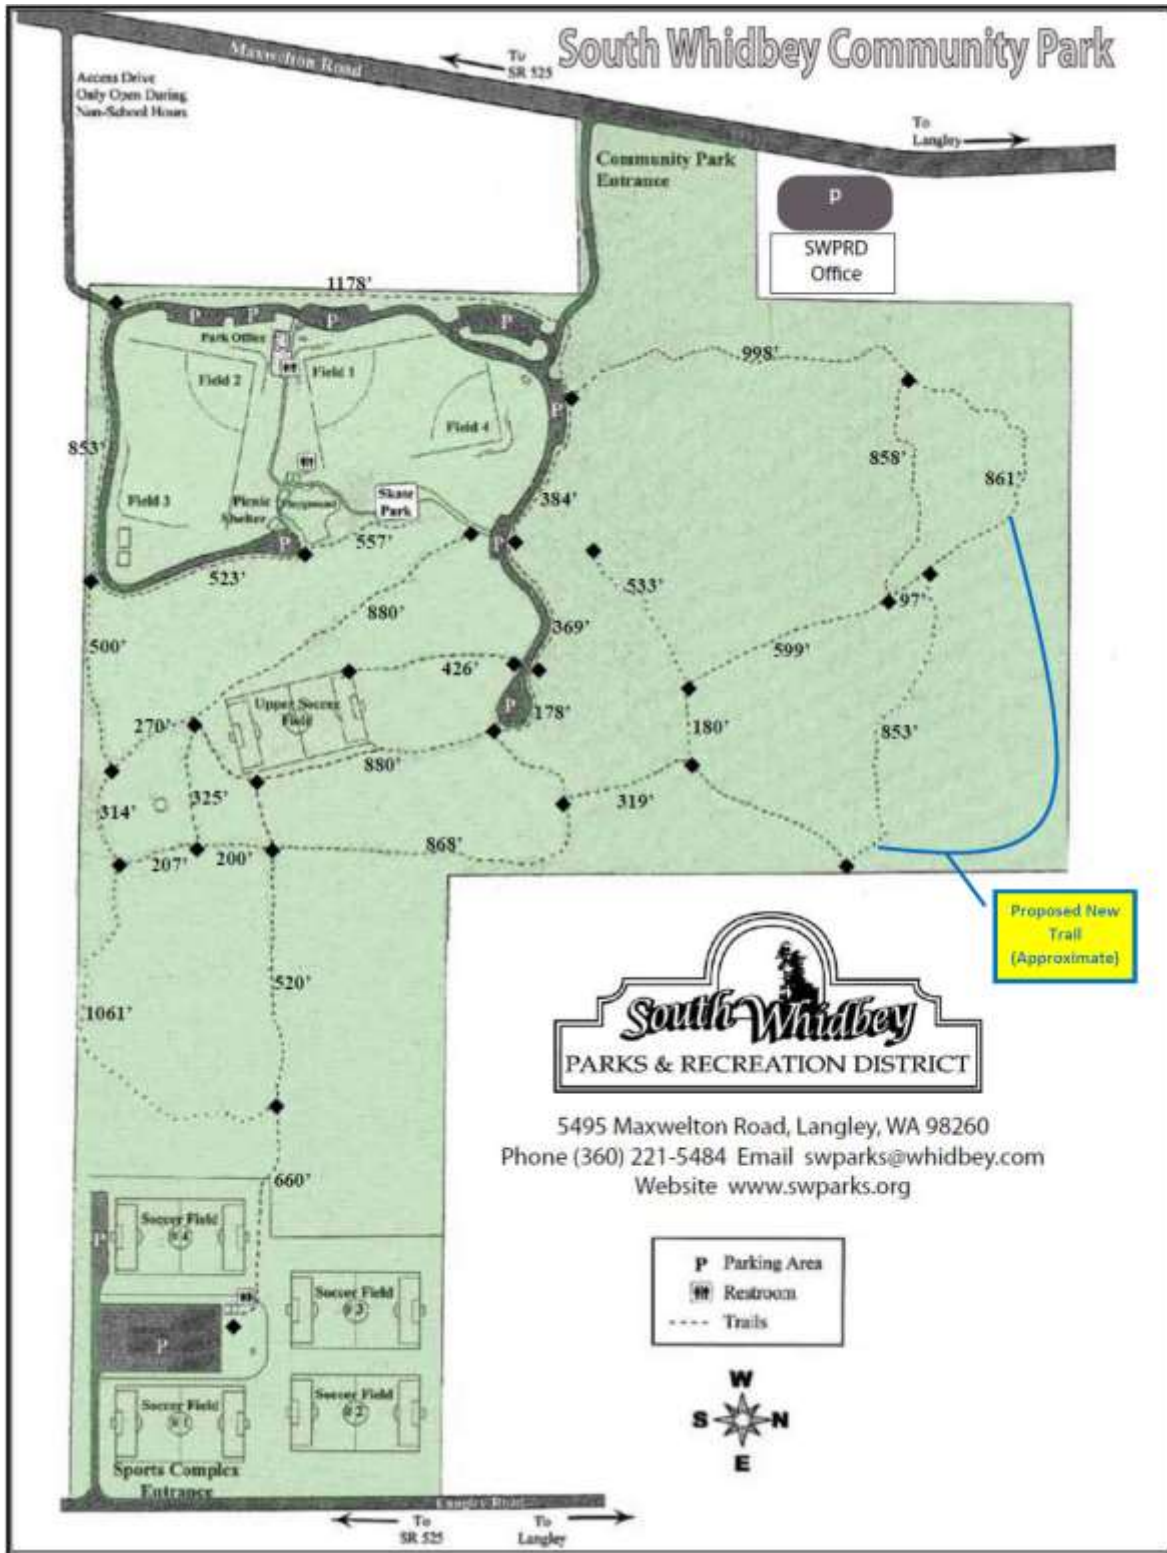 South Whidbey Community Park
Maxwelton Road
To
SR 525
To
Langley
Access Drive
Only Open During
Non-School Hours
Community Park
Entrance
P
SWPRD
Office
1178'
P
P
P
P
Park Office
Field 2
Field 1
998'
P
Field 4
853'
858'
861'
Field 3
Picnic
Shelter
Playground
Skate
Park
384'
P
557'
P
523'
533'
97'
880'
369'
599'
500'
426'
Upper Soccer
Field
270'
P
178'
180'
853'
880'
314'
325'
319'
207'
200'
868'
Proposed New
Trail
(Approximate)
520'
1061'
South Whidbey
PARKS & RECREATION DISTRICT
5495 Maxwelton Road, Langley, WA 98260
Phone (360) 221-5484 Email swparks@whidbey.com
Website www.swparks.org
660'
Soccer Field
# 4
P
Soccer Field
# 3
P
Soccer Field
# 2
Soccer Field
# 1
P Parking Area
Restroom
Trails
W
S
N
E
Sports Complex
Entrance
Langley Road
To
SR 525
To
Langley